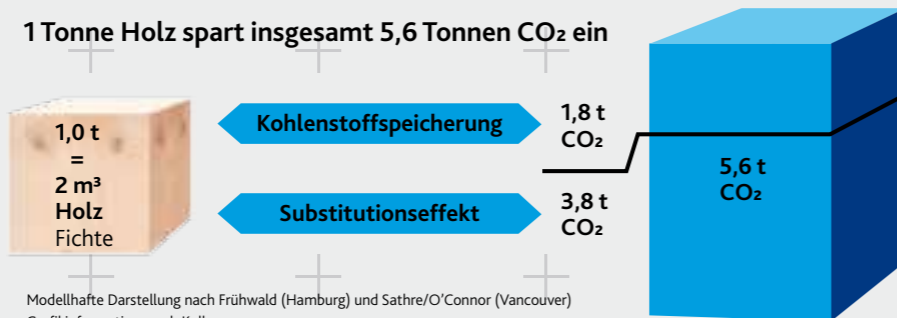 1 Tonne Holz spart insgesamt 5,6 Tonnen CO₂ ein
1,0 t
=
2 m³
Holz
Fichte
Kohlenstoffspeicherung
1,8 t
CO₂
Substitutionseffekt
3,8 t
CO₂
5,6 t
CO₂
Modellhafte Darstellung nach Frühwald (Hamburg) und Sathre/O'Connor (Vancouver)